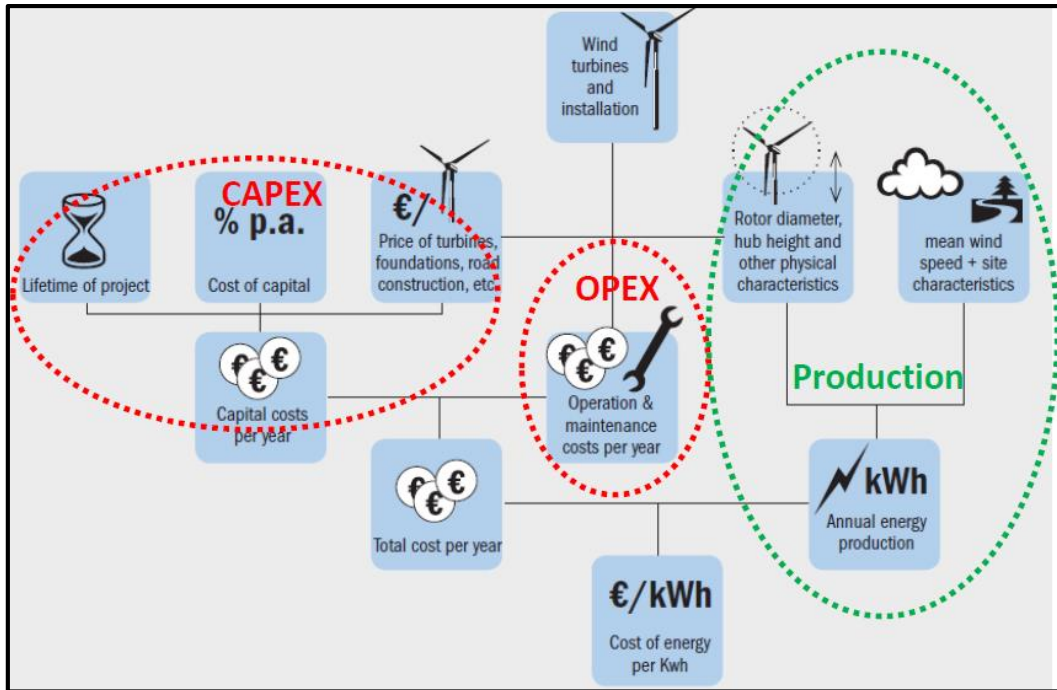 Wind
turbines
and
installation
CAPEX
Lifetime of project
% p.a.
Cost of capital
€/
Price of turbines,
foundations, road
construction, etc
Rotor diameter,
hub height and
other physical
characteristics
mean wind
speed + site
characteristics
OPEX
€ € €
Capital costs
per year
€ € €
Operation &
maintenance
costs per year
Production
€ € €
Total cost per year
kWh
Annual energy
production
€/kWh
Cost of energy
per Kwh